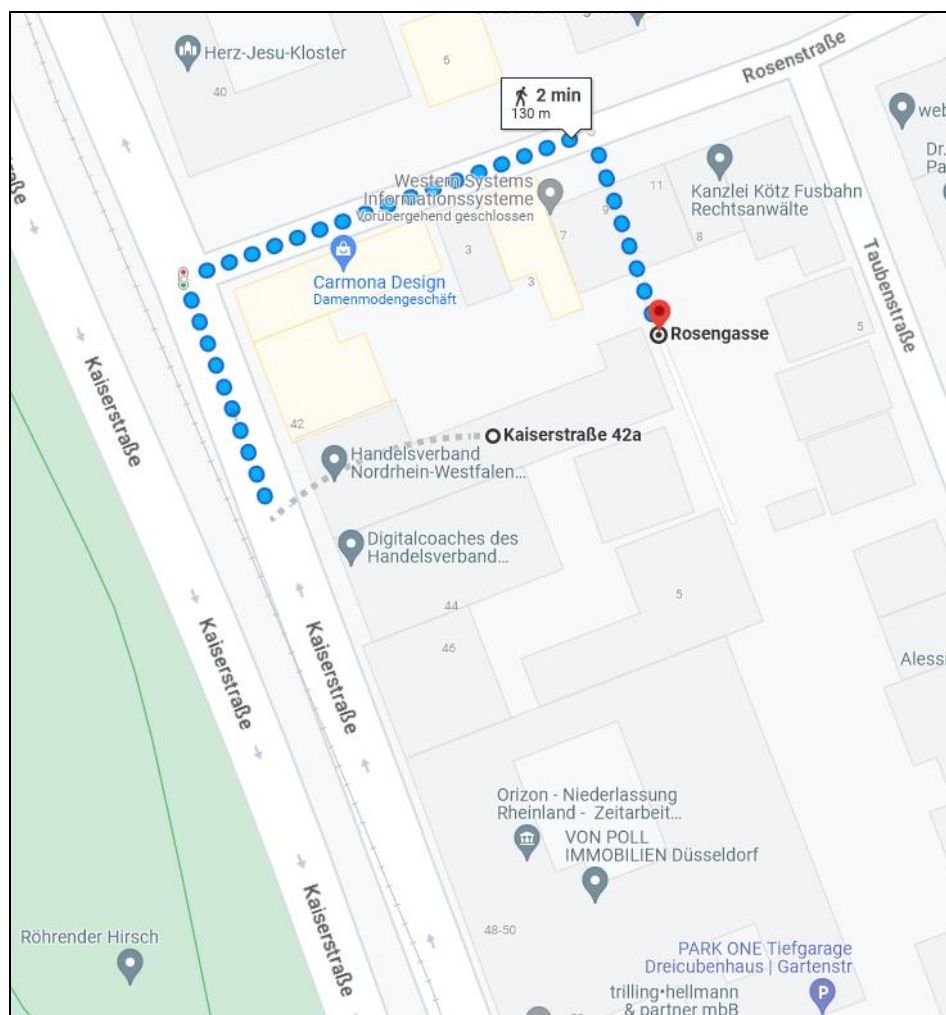 Herz-Jesu-Kloster
40
6
Rosenstraße
2 min
130 m
Western Systems
Informationssysteme
Vorübergehend geschlossen
Kanzlei Kötz Fusbahn
Rechtsanwälte
web
Dr.
Pa
11
9
8
7
3
3
Carmona Design
Damenmodengeschäft
Taubenstraße
5
Rosengasse
Kaiserstraße
42
Kaiserstraße 42a
Handelsverband
Nordrhein-Westfalen...
Digitalcoaches des
Handelsverband...
44
46
5
Kaiserstraße
Kaiserstraße
Alessi
Orizon - Niederlassung
Rheinland - Zeitarbeit...
VON POLL
IMMOBILIEN Düsseldorf
48-50
Kaiserstraße
Röhrender Hirsch
PARK ONE Tiefgarage
Dreicubenhaus | Gartenstr
P
trilling•hellmann
& partner mbB